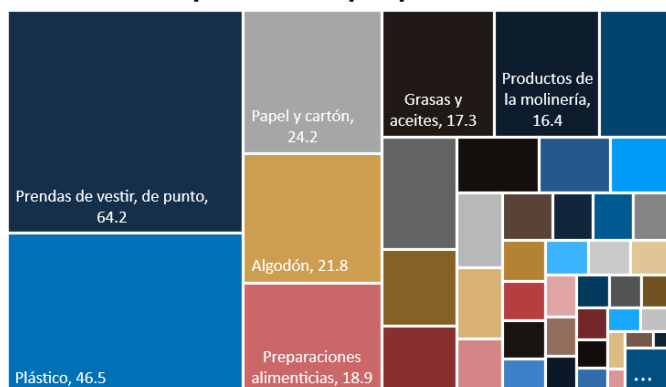 Prendas de vestir, de punto,
64.2
Plástico, 46.5
Papel y cartón,
24.2
Algodón, 21.8
Preparaciones
alimenticias, 18.9
Grasas y
aceites, 17.3
Productos de
la molinería,
16.4
...